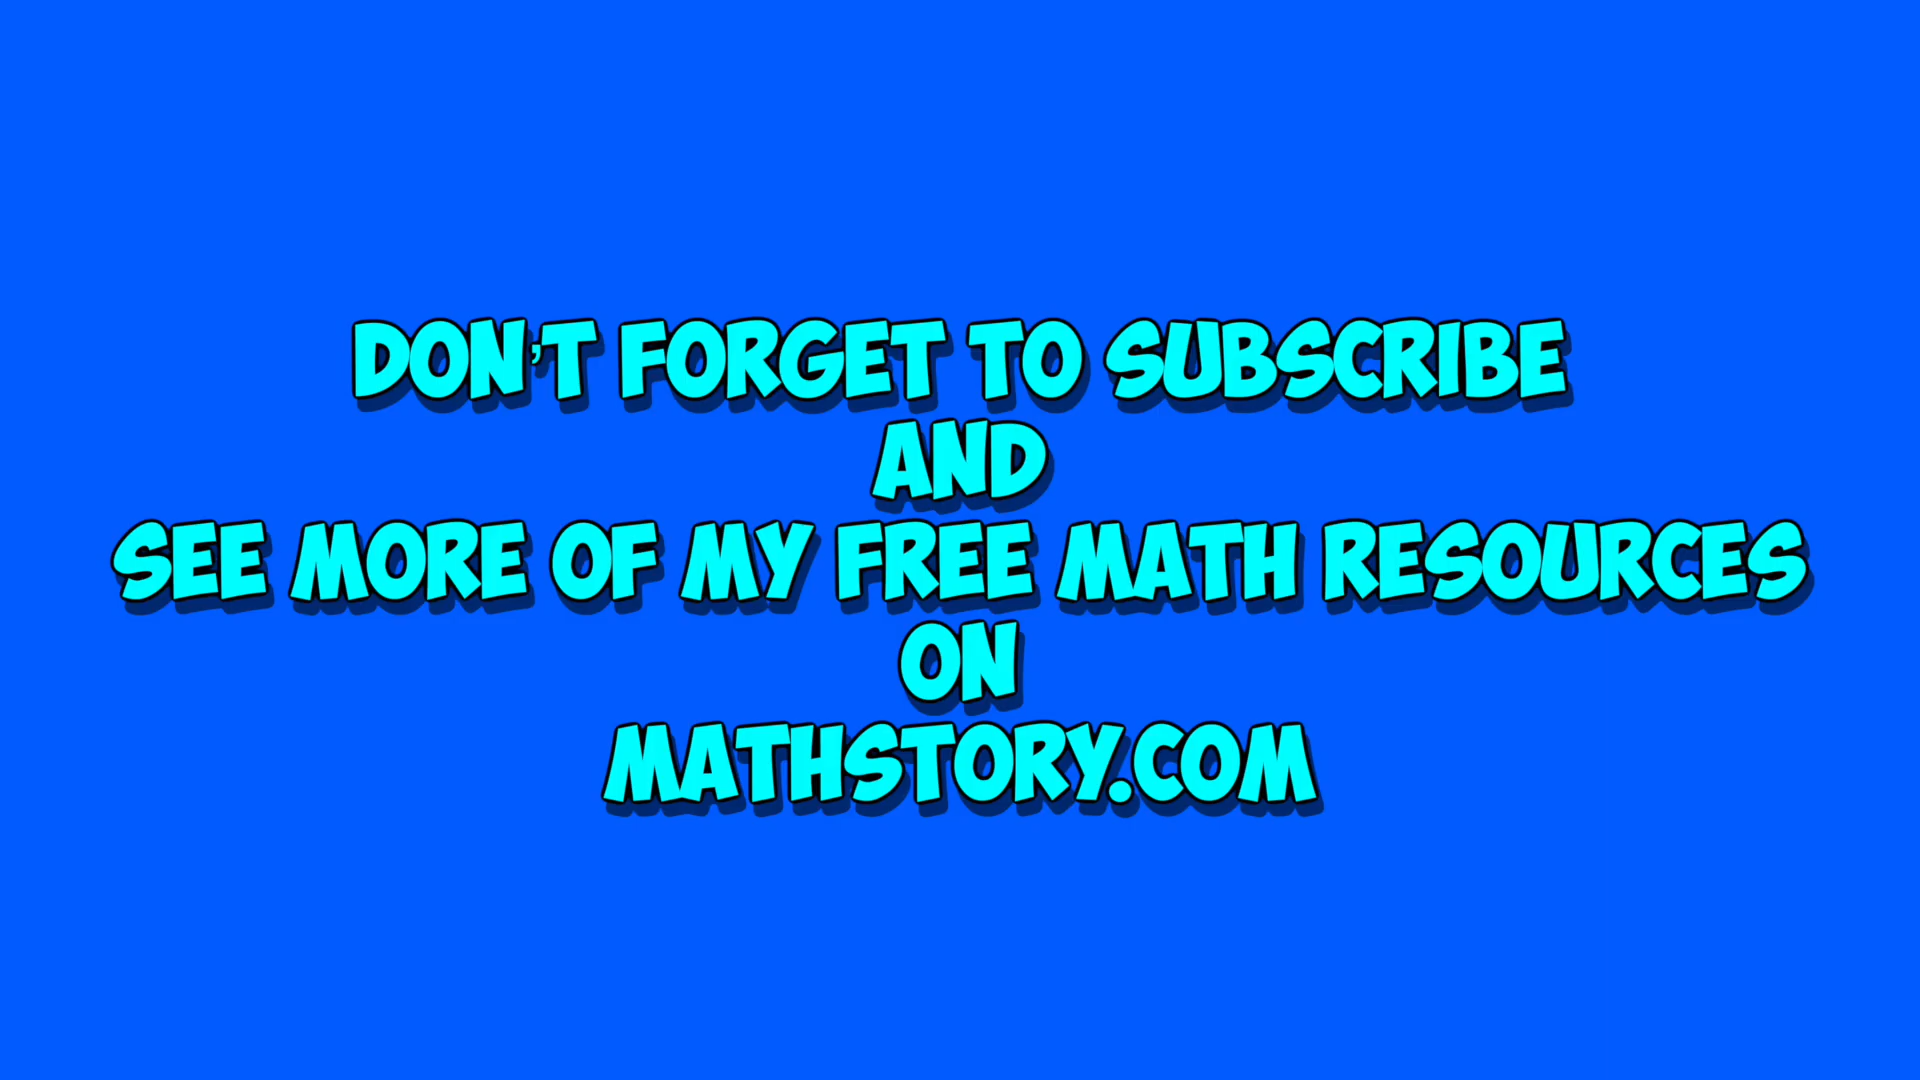 DON'T FORGET TO SUBSCRIBE
AND
SEE MORE OF MY FREE MATH RESOURCES
ON
MATHSTORY.COM